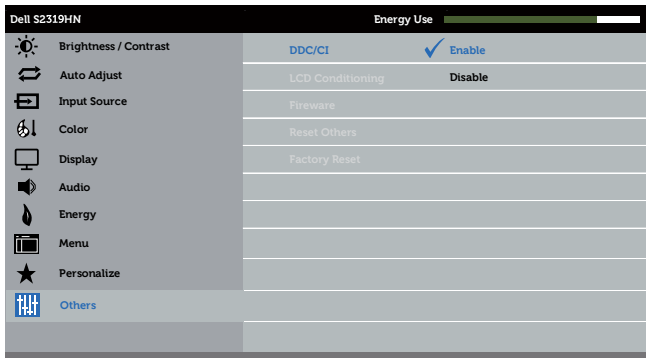 Dell S2319HN Energy Use
Brightness / Contrast DDC/CI Enable
Auto Adjust LCD Conditioning Disable
Input Source Fireware
Color Reset Others
Display Factory Reset
Audio
Energy
Menu
Personalize
Others